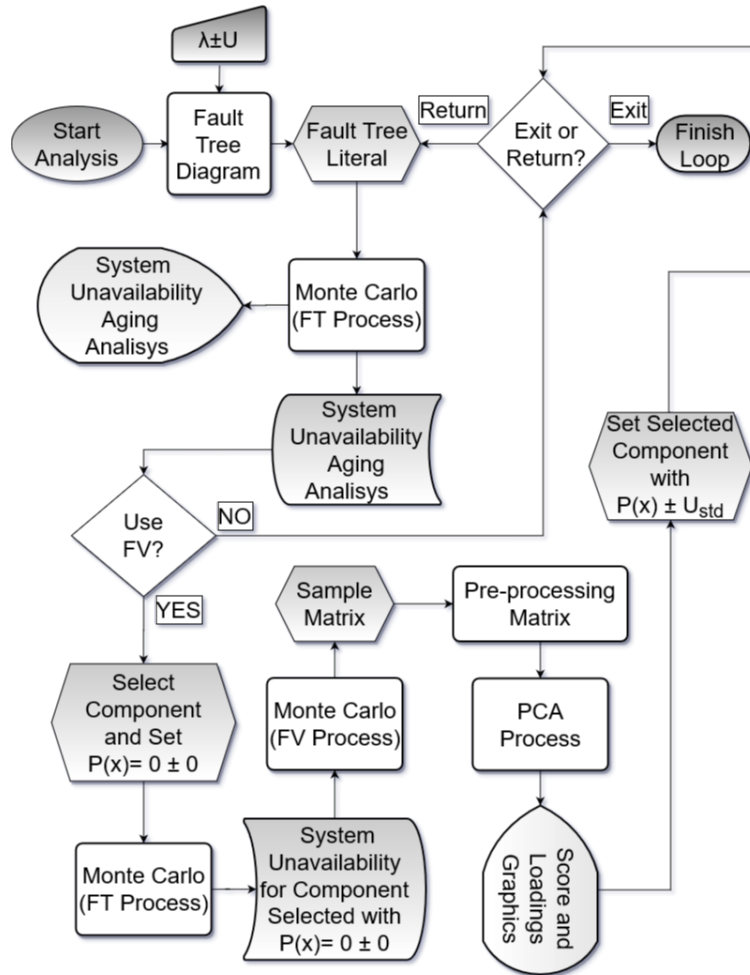 λ±U
Start
Analysis
Fault
Tree
Diagram
Fault Tree
Literal
Return
Exit or
Return?
Exit
Finish
Loop
System
Unavailability
Aging
Analisys
Monte Carlo
(FT Process)
System
Unavailability
Aging
Analisys
Set Selected
Component
with
P(x) ± Ustd
Use
FV?
NO
YES
Sample
Matrix
Pre-processing
Matrix
Select
Component
and Set
P(x)= 0 ± 0
Monte Carlo
(FV Process)
PCA
Process
Monte Carlo
(FT Process)
System
Unavailability
for Component
Selected with
P(x)= 0 ± 0
Score and
Loadings
Graphics